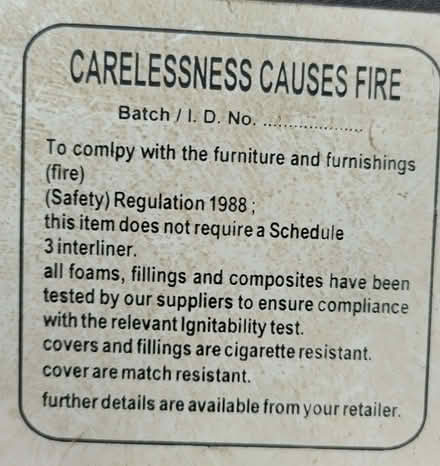 CARELESSNESS CAUSES FIRE
Batch / I. D. No. ......................
To comlpy with the furniture and furnishings
(fire)
(Safety) Regulation 1988 ;
this item does not require a Schedule
3 interliner.
all foams, fillings and composites have been
tested by our suppliers to ensure compliance
with the relevant Ignitability test.
covers and fillings are cigarette resistant.
cover are match resistant.
further details are available from your retailer.